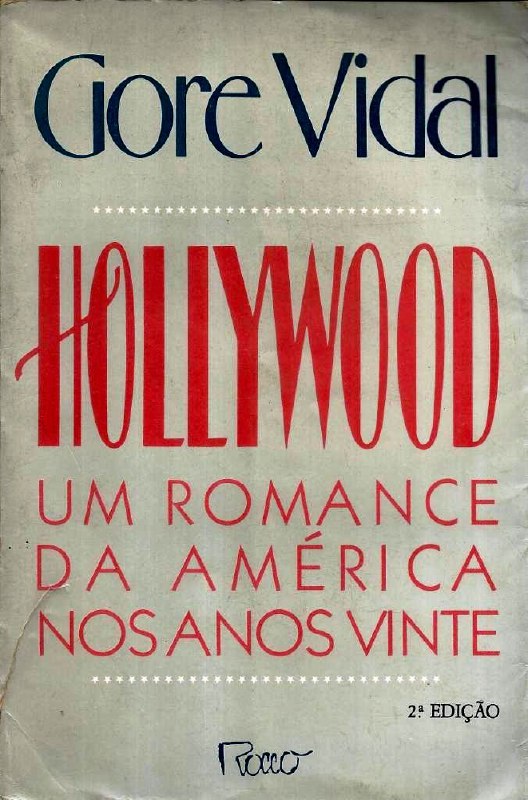 Gore Vidal
HOLLYWOOD
UM ROMANCE
DA AMÉRICA
NOS ANOS VINTE
2ª EDIÇÃO
Rocco